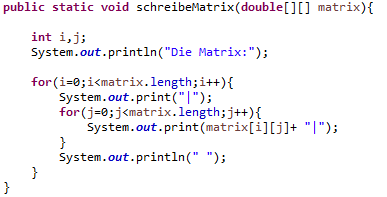 public static void schreibeMatrix(double[][] matrix){
int i,j;
System.out.println("Die Matrix:");
for(i=0;i<matrix.length;i++){
System.out.print("|");
for(j=0;j<matrix.length;j++){
System.out.print(matrix[i][j]+ "|");
}
System.out.println(" ");
}
}